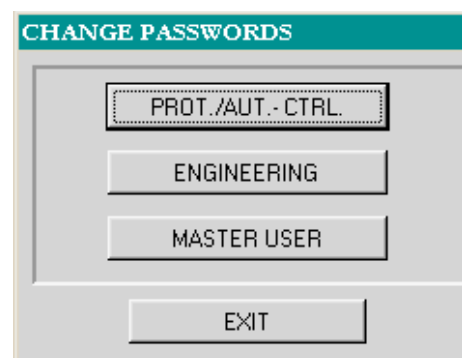 CHANGE PASSWORDS
PROT./AUT.- CTRL.
ENGINEERING
MASTER USER
EXIT